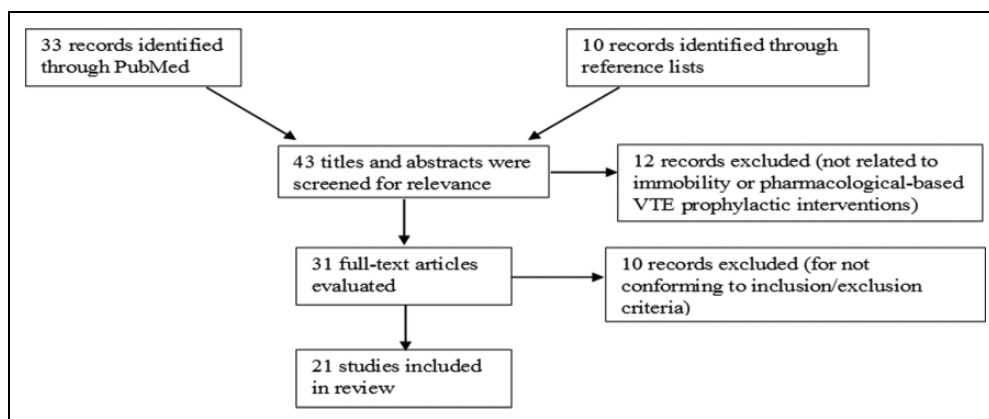 33 records identified
through PubMed
10 records identified through
reference lists
43 titles and abstracts were
screened for relevance
12 records excluded (not related to
immobility or pharmacological-based
VTE prophylactic interventions)
31 full-text articles
evaluated
10 records excluded (for not
conforming to inclusion/exclusion
criteria)
21 studies included
in review